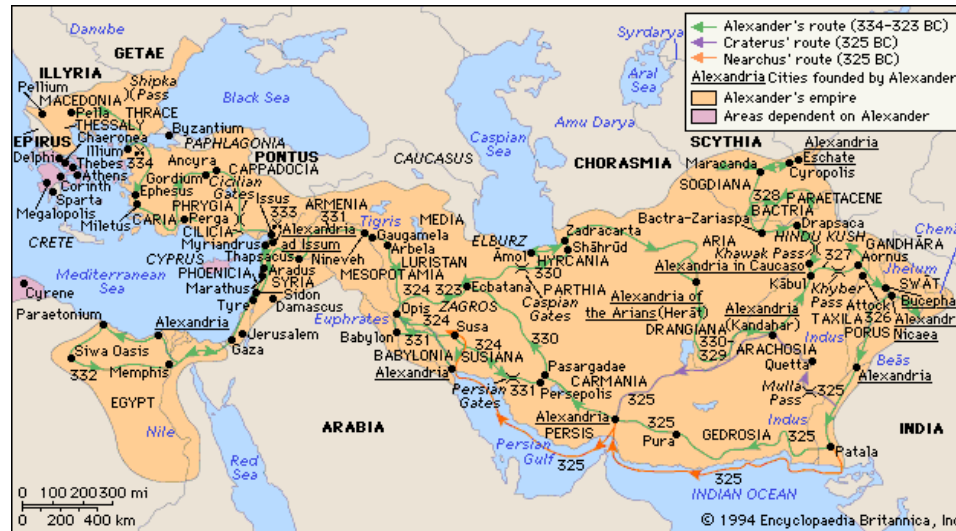 Alexander's route (334–323 BC)
Craterus' route (325 BC)
Nearchus' route (325 BC)
Alexandria Cities founded by Alexander
Alexander's empire
Areas dependent on Alexander
Danube
GETAE
ILLYRIA
Shipka
Pass
Pellium
MACEDONIA
Pella
THRACE
THESSALY
Chaeronea
EPIRUS
Illium
Delphi
334
Thebes
Athens
Corinth
Sparta
Megalopolis
Byzantium
PAPHLAGONIA
Black Sea
Ancyra
PONTUS
Gordium
CAPPADOCIA
Cilician
Gates
Issus
Ephesus
PHRYGIA
333
Miletus
CARIA
Perga
CILICIA
Alexandria
ad Issum
Myriandrus
CRETE
CYPRUS
Thapsacus
PHOENICIA
Aradus
SYRIA
Marathus
Sidon
Tyre
Damascus
Mediterranean
Sea
Cyrene
Paraetonium
Alexandria
Jerusalem
Gaza
Siwa Oasis
332
Memphis
EGYPT
Nile
Red
Sea
ARABIA
CAUCASUS
ARMENIA
331
Tigris
MEDIA
Gaugamela
Arbela
Nineveh
LURISTAN
MESOPOTAMIA
324
323
Ecbatana
ZAGROS
Euphrates
Opis
324
Susa
Babylon
331
324
BABYLONIA
SUSIANA
Alexandria
Persian
Gates
331
330
Pasargadae
CARMANIA
Persepolis
Alexandria
PERSIS
Persian
Gulf
325
325
Caspian
Sea
Syrdarya
Aral
Sea
Amu Darya
CHORASMIA
SCYTHIA
Alexandria
Eschate
Maracanda
Cyropolis
SOGDIANA
328
PARAETACENE
Bactra-Zariaspa
BACTRIA
Drapsaca
HINDU KUSH
Zadracarta
ELBURZ
Shāhrūd
Amol
HYRCANIA
330
PARTHIA
Caspian
Gates
ARIA
Khawak Pass
327
GANDHĀRA
Aornus
Alexandria in Caucaso
Chenā
Jhelum
Kābul
Khyber
Pass
SWĀT
Alexandria of
the Arians (Herāt)
Alexandria
(Kandahar)
Attock
Bucepha
TAXILA
326
Alexandr
DRANGIANA
Indus
PORUS
Nicaea
330–
329
ARACHOSIA
Quetta
Beās
Alexandria
Mulla
Pass
325
325
Pura
GEDROSIA
325
Indus
INDIA
Patala
325
INDIAN OCEAN
0 100 200 300 mi
0 200 400 km
© 1994 Encyclopaedia Britannica, Inc